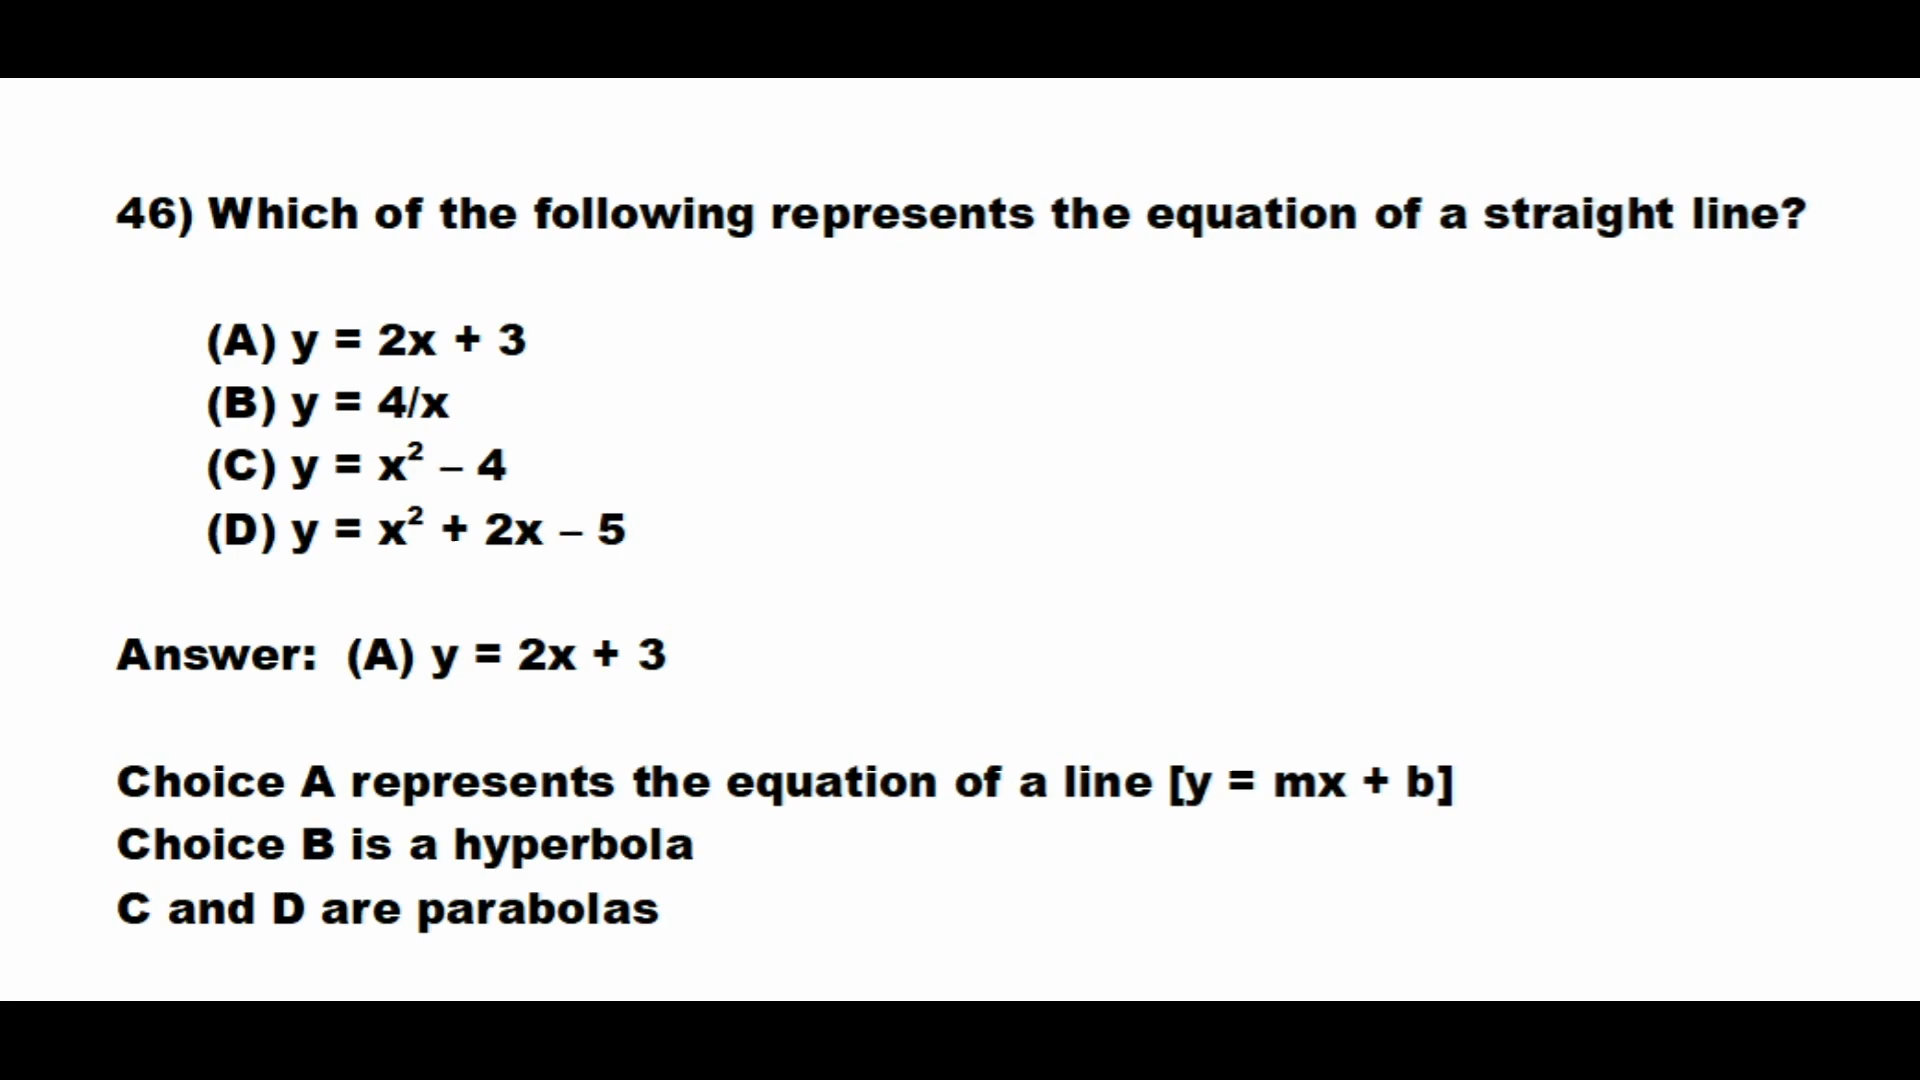 46) Which of the following represents the equation of a straight line?
(A) y = 2x + 3
(B) y = 4/x
(C) y = x² – 4
(D) y = x² + 2x – 5
Answer: (A) y = 2x + 3
Choice A represents the equation of a line [y = mx + b]
Choice B is a hyperbola
C and D are parabolas